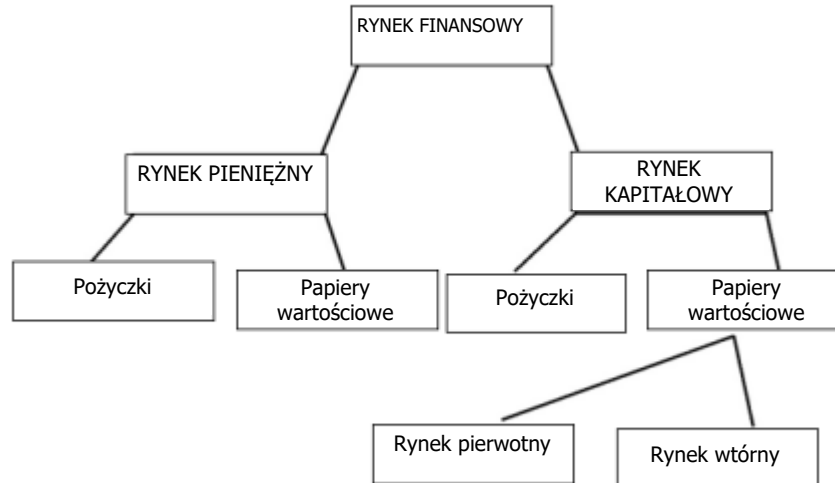 RYNEK FINANSOWY
RYNEK PIENIĘŻNY
RYNEK
KAPITAŁOWY
Pożyczki
Papiery
wartościowe
Pożyczki
Papiery
wartościowe
Rynek pierwotny
Rynek wtórny